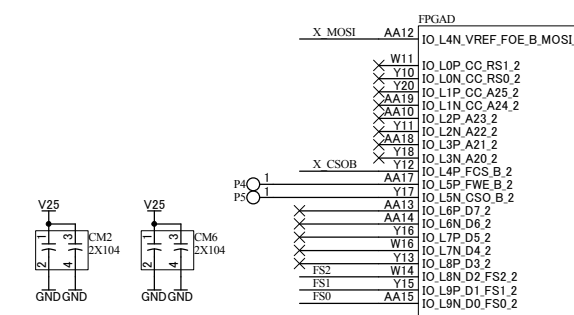 FPGAD
X_MOSI AA12 IO_L4N_VREF_FOE_B_MOSI_
W11 IO_L0P_CC_RS1_2
Y10 IO_L0N_CC_RS0_2
Y20 IO_L1P_CC_A25_2
AA19 IO_L1N_CC_A24_2
AA10 IO_L2P_A23_2
Y11 IO_L2N_A22_2
AA18 IO_L3P_A21_2
Y18 IO_L3N_A20_2
X_CSOB Y12 IO_L4P_FCS_B_2
P4 1 AA17 IO_L5P_FWE_B_2
P5 1 Y17 IO_L5N_CSO_B_2
AA13 IO_L6P_D7_2
AA14 IO_L6N_D6_2
Y16 IO_L7P_D5_2
W16 IO_L7N_D4_2
Y13 IO_L8P_D3_2
FS2 W14 IO_L8N_D2_FS2_2
FS1 Y15 IO_L9P_D1_FS1_2
FS0 AA15 IO_L9N_D0_FS0_2
V25 V25
1 3 CM2 1 3 CM6
2X104 2X104
2 4 2 4
GND GND GND GND